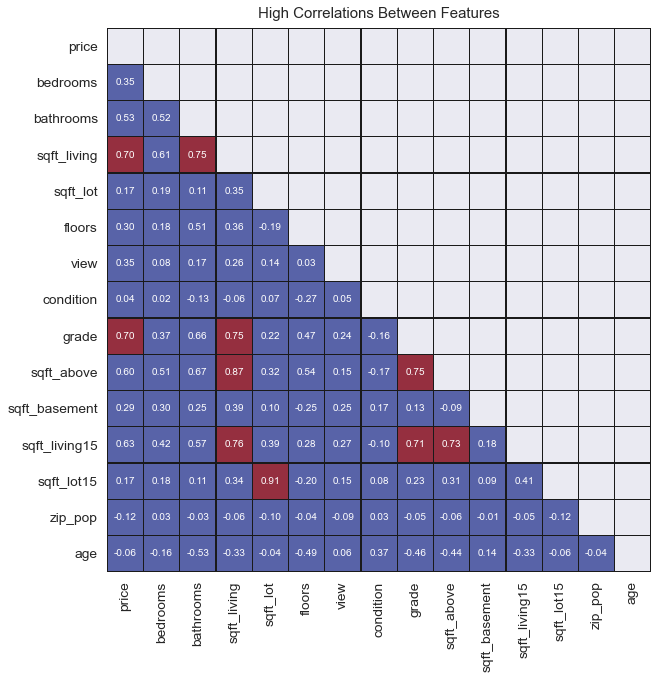 High Correlations Between Features
price
bedrooms 0.35
bathrooms 0.53 0.52
sqft_living 0.70 0.61 0.75
sqft_lot 0.17 0.19 0.11 0.35
floors 0.30 0.18 0.51 0.36 -0.19
view 0.35 0.08 0.17 0.26 0.14 0.03
condition 0.04 0.02 -0.13 -0.06 0.07 -0.27 0.05
grade 0.70 0.37 0.66 0.75 0.22 0.47 0.24 -0.16
sqft_above 0.60 0.51 0.67 0.87 0.32 0.54 0.15 -0.17 0.75
sqft_basement 0.29 0.30 0.25 0.39 0.10 -0.25 0.25 0.17 0.13 -0.09
sqft_living15 0.63 0.42 0.57 0.76 0.39 0.28 0.27 -0.10 0.71 0.73 0.18
sqft_lot15 0.17 0.18 0.11 0.34 0.91 -0.20 0.15 0.08 0.23 0.31 0.09 0.41
zip_pop -0.12 0.03 -0.03 -0.06 -0.10 -0.04 -0.09 0.03 -0.05 -0.06 -0.01 -0.05 -0.12
age -0.06 -0.16 -0.53 -0.33 -0.04 -0.49 0.06 0.37 -0.46 -0.44 0.14 -0.33 -0.06 -0.04
price bedrooms bathrooms sqft_living sqft_lot floors view condition grade sqft_above sqft_basement sqft_living15 sqft_lot15 zip_pop age